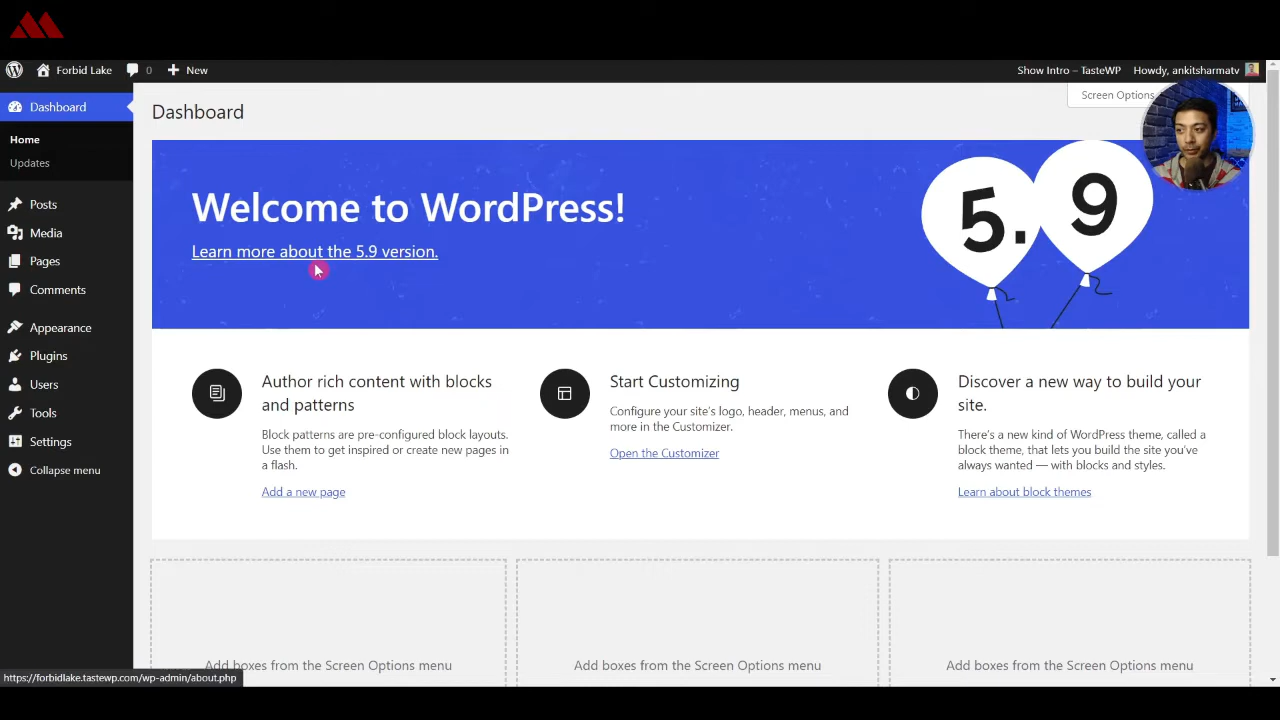 Forbid Lake
0
New
Show Intro – TasteWP
Howdy, ankitsharmatv
Dashboard
Home
Updates
Posts
Media
Pages
Comments
Appearance
Plugins
Users
Tools
Settings
Collapse menu
Screen Options
Dashboard
Welcome to WordPress!
Learn more about the 5.9 version.
5.9
Author rich content with blocks
and patterns
Block patterns are pre-configured block layouts.
Use them to get inspired or create new pages in
a flash.
Add a new page
Start Customizing
Configure your site's logo, header, menus, and
more in the Customizer.
Open the Customizer
Discover a new way to build your
site.
There's a new kind of WordPress theme, called a
block theme, that lets you build the site you've
always wanted — with blocks and styles.
Learn about block themes
Add boxes from the Screen Options menu
Add boxes from the Screen Options menu
Add boxes from the Screen Options menu
https://forbidlake.tastewp.com/wp-admin/about.php